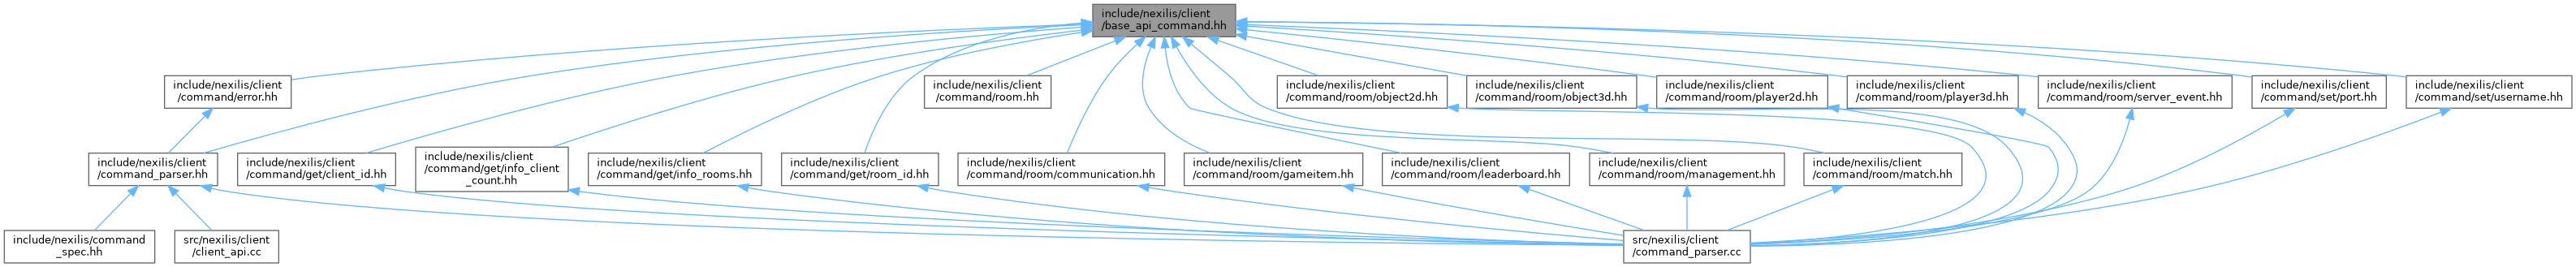 include/nexilis/client
/base_api_command.hh
include/nexilis/client
/command/error.hh
include/nexilis/client
/command/room.hh
include/nexilis/client
/command/room/object2d.hh
include/nexilis/client
/command/room/object3d.hh
include/nexilis/client
/command/room/player2d.hh
include/nexilis/client
/command/room/player3d.hh
include/nexilis/client
/command/room/server_event.hh
include/nexilis/client
/command/set/port.hh
include/nexilis/client
/command/set/username.hh
include/nexilis/client
/command_parser.hh
include/nexilis/client
/command/get/client_id.hh
include/nexilis/client
/command/get/info_client
_count.hh
include/nexilis/client
/command/get/info_rooms.hh
include/nexilis/client
/command/get/room_id.hh
include/nexilis/client
/command/room/communication.hh
include/nexilis/client
/command/room/gameitem.hh
include/nexilis/client
/command/room/leaderboard.hh
include/nexilis/client
/command/room/management.hh
include/nexilis/client
/command/room/match.hh
include/nexilis/command
_spec.hh
src/nexilis/client
/client_api.cc
src/nexilis/client
/command_parser.cc